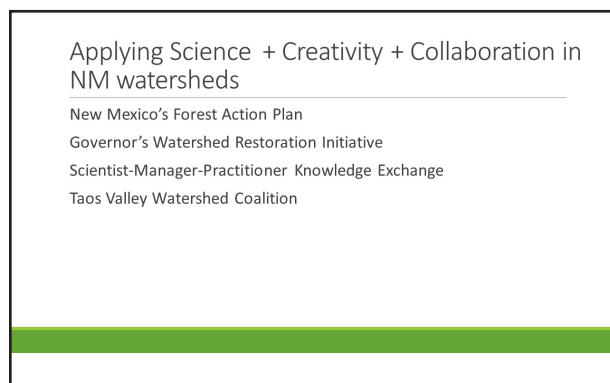 Applying Science + Creativity + Collaboration in
NM watersheds
New Mexico's Forest Action Plan
Governor's Watershed Restoration Initiative
Scientist-Manager-Practitioner Knowledge Exchange
Taos Valley Watershed Coalition